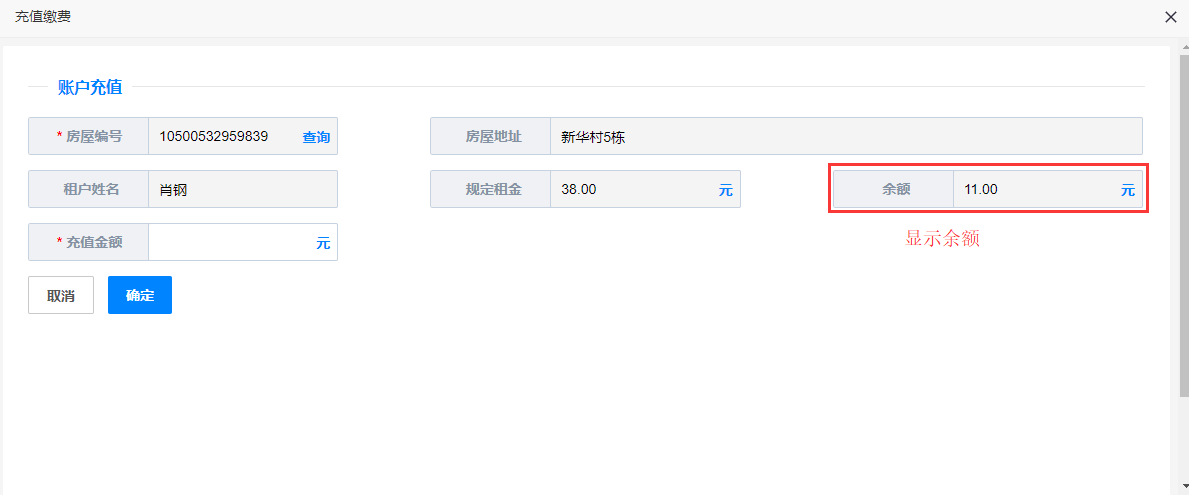 充值缴费
账户充值
* 房屋编号 10500532959839 查询 房屋地址 新华村5栋
租户姓名 肖钢 规定租金 38.00 元 余额 11.00 元
* 充值金额 元 显示余额
取消 确定